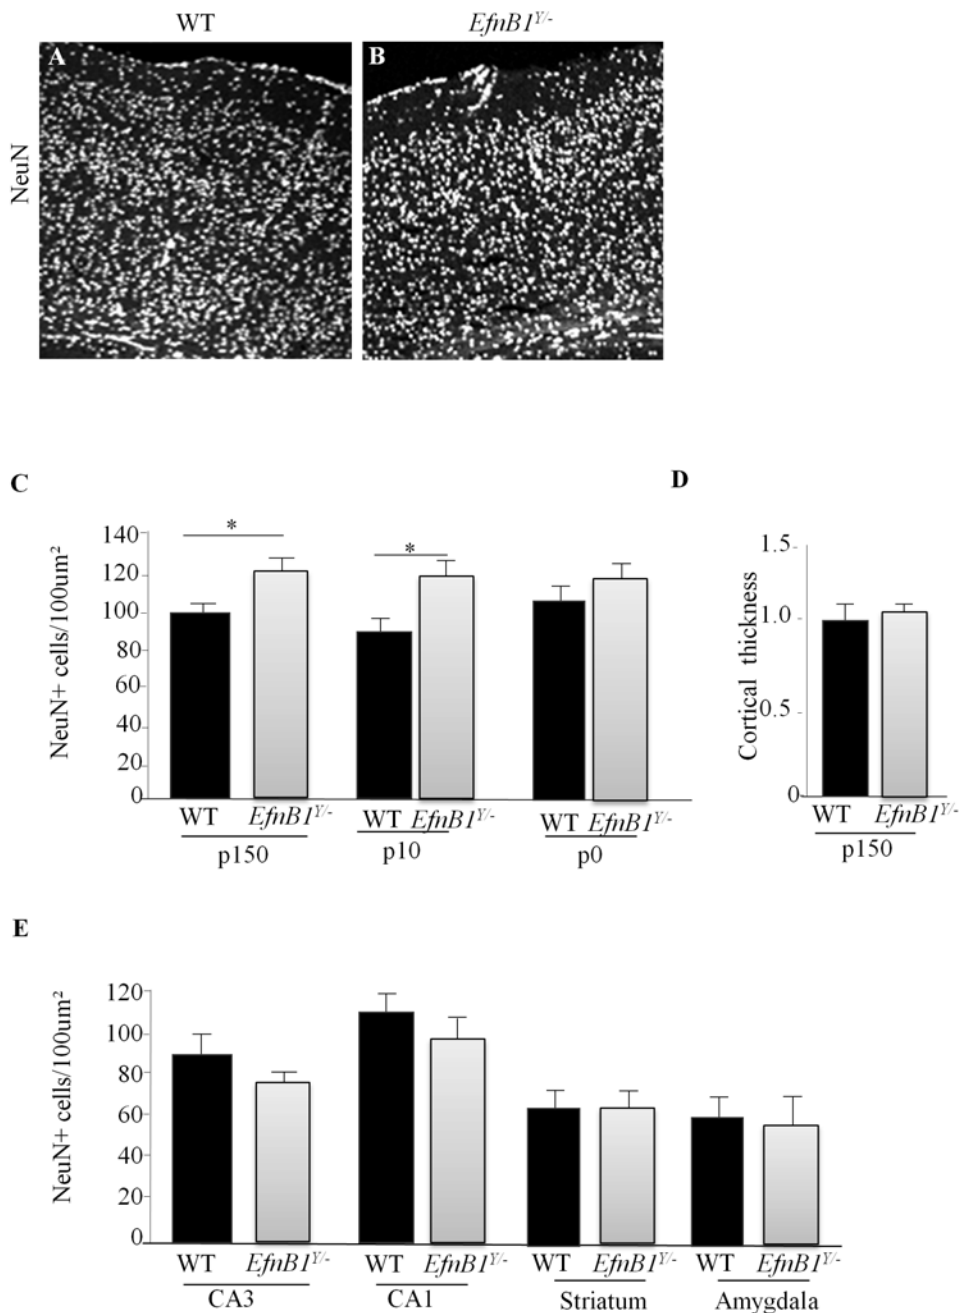 WT EfnB1Y/-
A B
NeuN
C
NeuN+ cells/100um²
140
120
100
80
60
40
20
0
* *
WT EfnB1Y/- WT EfnB1Y/- WT EfnB1Y/-
p150 p10 p0
D
Cortical thickness
1.5
1.0
0.5
0
WT EfnB1Y/-
p150
E
NeuN+ cells/100um²
120
100
80
60
40
20
0
WT EfnB1Y/- WT EfnB1Y/- WT EfnB1Y/- WT EfnB1Y/-
CA3 CA1 Striatum Amygdala